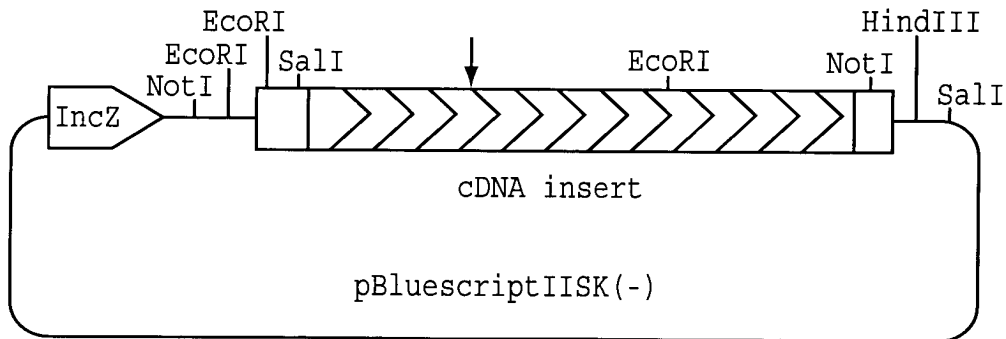 EcoRI
HindIII
EcoRI
SalI
EcoRI
NotI
NotI
SalI
IncZ
cDNA insert
pBluescriptIISK(-)